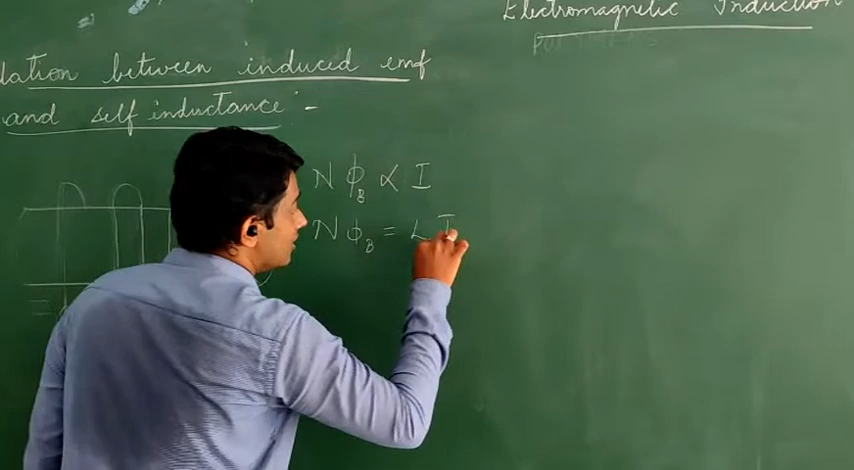 Electromagnetic Induction
lation between induced emf
and self inductance : -
N ϕ_B ∝ I
N ϕ_B = L I